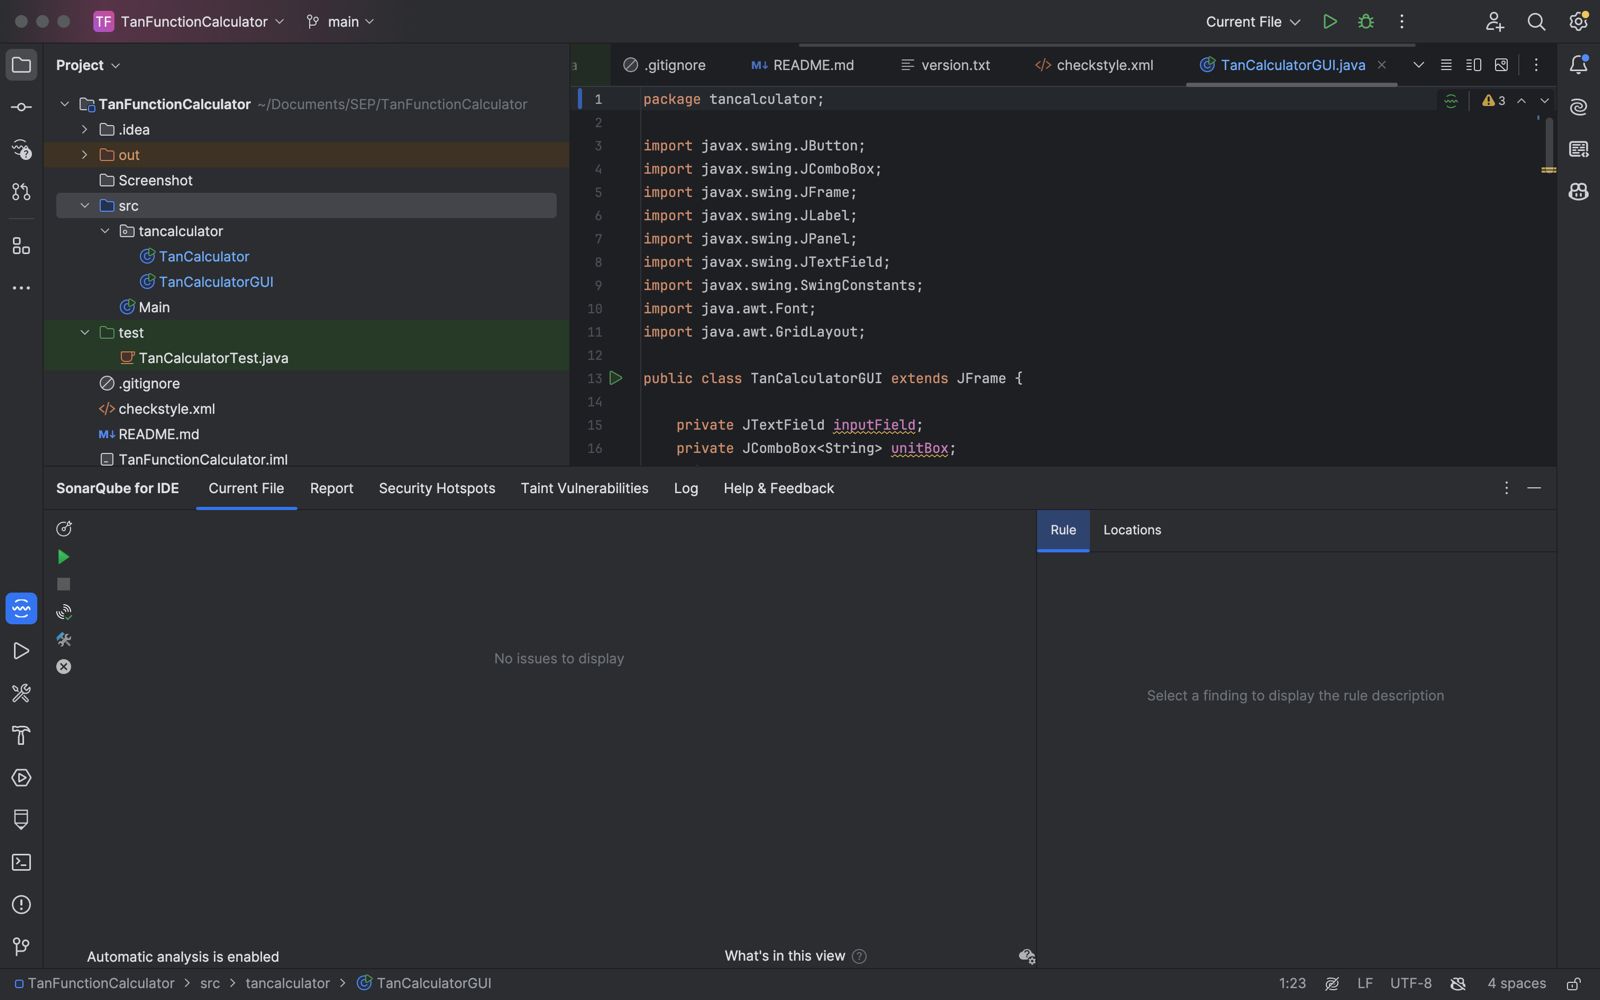 TF TanFunctionCalculator main Current File
Project
a .gitignore M↓ README.md version.txt </> checkstyle.xml TanCalculatorGUI.java
TanFunctionCalculator ~/Documents/SEP/TanFunctionCalculator
.idea
out
Screenshot
src
tancalculator
TanCalculator
TanCalculatorGUI
Main
test
TanCalculatorTest.java
.gitignore
</> checkstyle.xml
M↓ README.md
TanFunctionCalculator.iml
3
1 package tancalculator;
2
3 import javax.swing.JButton;
4 import javax.swing.JComboBox;
5 import javax.swing.JFrame;
6 import javax.swing.JLabel;
7 import javax.swing.JPanel;
8 import javax.swing.JTextField;
9 import javax.swing.SwingConstants;
10 import java.awt.Font;
11 import java.awt.GridLayout;
12
13 public class TanCalculatorGUI extends JFrame {
14
15 private JTextField inputField;
16 private JComboBox<String> unitBox;
SonarQube for IDE Current File Report Security Hotspots Taint Vulnerabilities Log Help & Feedback
Rule Locations
No issues to display
Select a finding to display the rule description
Automatic analysis is enabled What's in this view ?
TanFunctionCalculator > src > tancalculator > TanCalculatorGUI 1:23 LF UTF-8 4 spaces